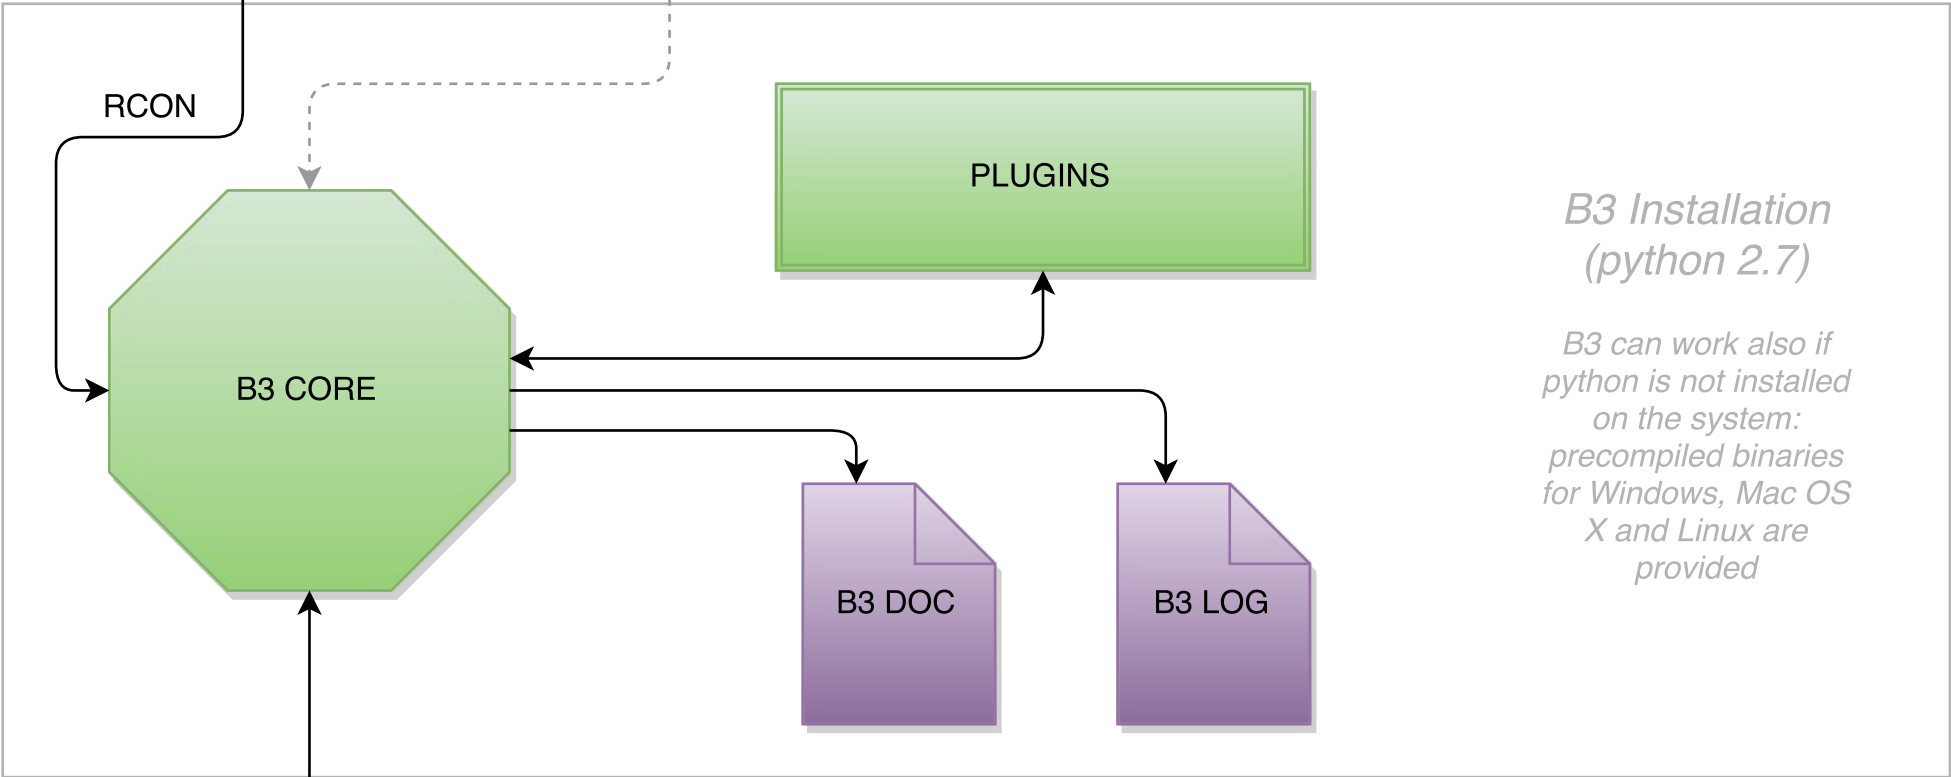 RCON
PLUGINS
B3 CORE
B3 DOC
B3 LOG
B3 Installation
(python 2.7)
B3 can work also if
python is not installed
on the system:
precompiled binaries
for Windows, Mac OS
X and Linux are
provided